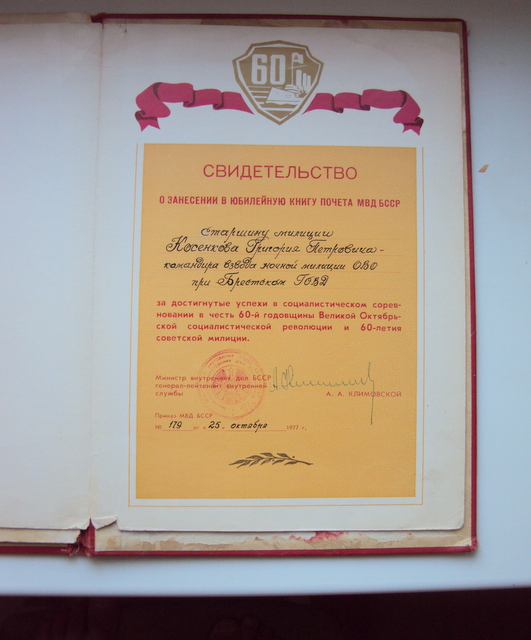 60
СВИДЕТЕЛЬСТВО
О ЗАНЕСЕНИИ В ЮБИЛЕЙНУЮ КНИГУ ПОЧЕТА МВД БССР
Старшину милиции
Косенкова Григория Петровича -
командира взвода ночной милиции ОВО
при Брестском ГОВД
за достигнутые успехи в социалистическом сорев-
новании в честь 60-й годовщины Великой Октябрь-
ской социалистической революции и 60-летия
советской милиции.
Министр внутренних дел БССР
генерал-лейтенант внутренней
службы А. А. КЛИМОВСКОЙ
Приказ МВД БССР
№ 179 от « 25 » октября 1977 г.